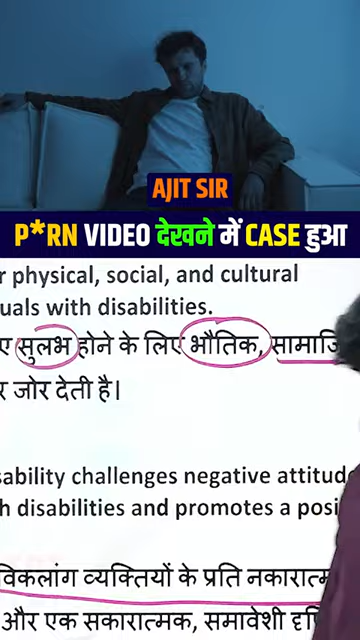 AJIT SIR
P*RN VIDEO देखने में CASE हुआ
r physical, social, and cultural
uals with disabilities.
ए सुलभ होने के लिए भौतिक, सामाजि
र जोर देती है।
sability challenges negative attitude
h disabilities and promotes a posi
विकलांग व्यक्तियों के प्रति नकारात्म
और एक सकारात्मक, समावेशी